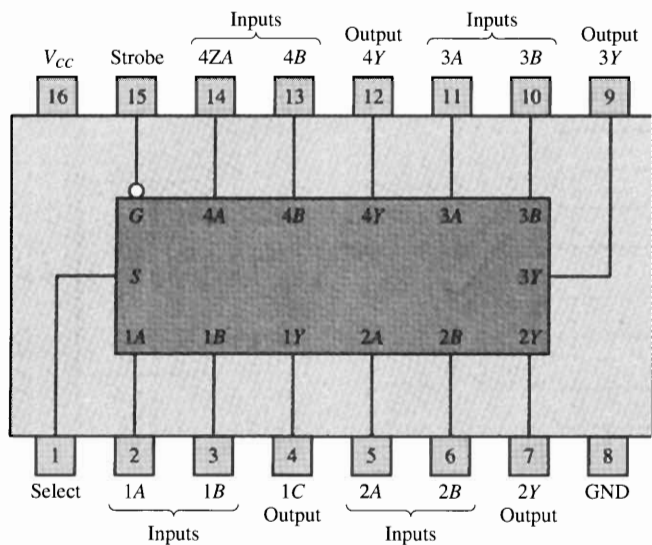 Inputs Output Inputs Output
V_CC Strobe 4ZA 4B 4Y 3A 3B 3Y
16 15 14 13 12 11 10 9
G 4A 4B 4Y 3A 3B
S 3Y
1A 1B 1Y 2A 2B 2Y
1 2 3 4 5 6 7 8
Select 1A 1B 1C 2A 2B 2Y GND
Inputs Output Inputs Output